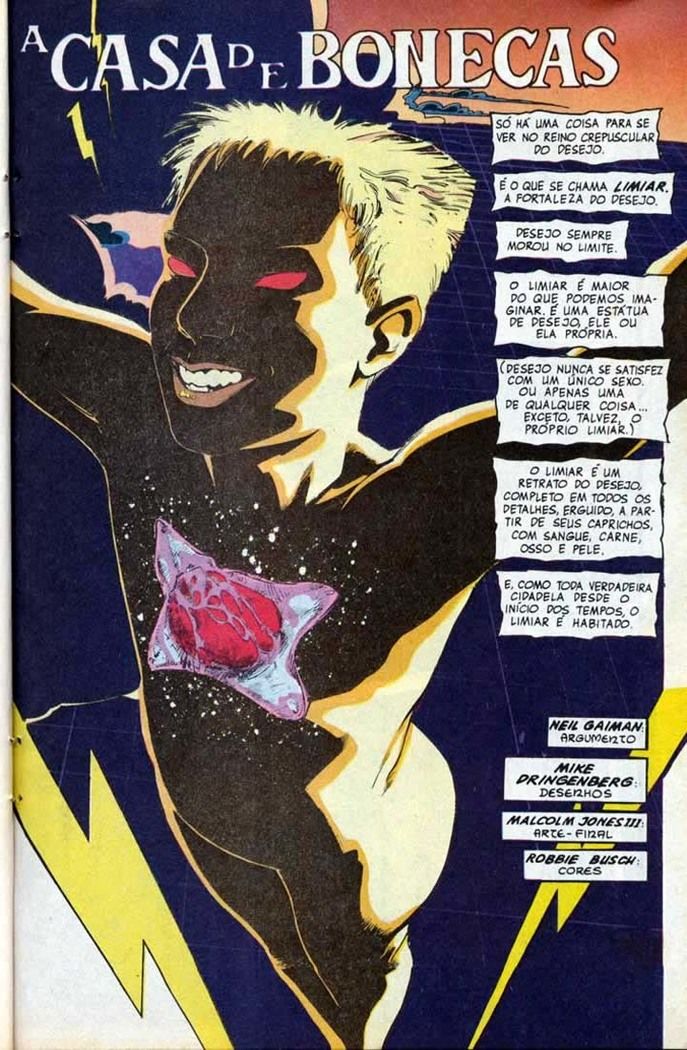 A CASA DE BONECAS
SÓ HÁ UMA COISA PARA SE
VER NO REINO CREPUSCULAR
DO DESEJO.
É O QUE SE CHAMA LIMIAR,
A FORTALEZA DO DESEJO.
DESEJO SEMPRE
MOROU NO LIMITE.
O LIMIAR É MAIOR
DO QUE PODEMOS IMA-
GINAR. É UMA ESTÁTUA
DE DESEJO, ELE OU
ELA PRÓPRIA.
(DESEJO NUNCA SE SATISFEZ
COM UM ÚNICO SEXO.
OU APENAS UMA
DE QUALQUER COISA...
EXCETO, TALVEZ, O
PRÓPRIO LIMIAR.)
O LIMIAR É UM
RETRATO DO DESEJO,
COMPLETO EM TODOS OS
DETALHES, ERGUIDO, A PAR-
TIR DE SEUS CAPRICHOS,
COM SANGUE, CARNE,
OSSO E PELE.
E, COMO TODA VERDADEIRA
CIDADELA DESDE O
INÍCIO DOS TEMPOS, O
LIMIAR É HABITADO.
NEIL GAIMAN:
ARGUMENTO
MIKE
DRINGENBERG:
DESENHOS
MALCOLM JONES III:
ARTE-FINAL
ROBBIE BUSCH:
CORES